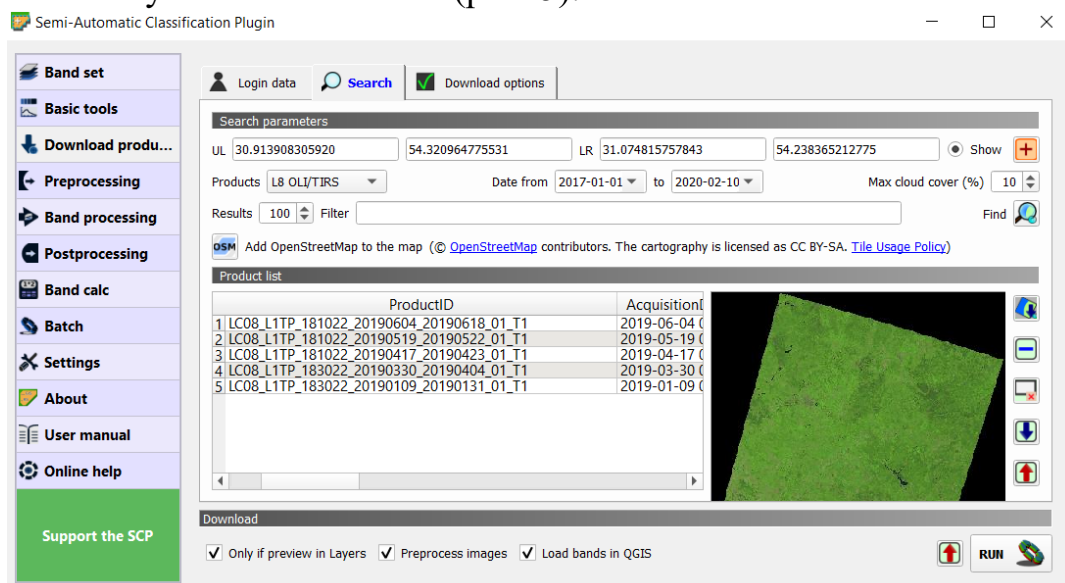 Semi-Automatic Classification Plugin
Band set
Basic tools
Download produ...
Preprocessing
Band processing
Postprocessing
Band calc
Batch
Settings
About
User manual
Online help
Support the SCP
Login data Search Download options
Search parameters
UL 30.913908305920 54.320964775531 LR 31.074815757843 54.238365212775 Show
Products L8 OLI/TIRS Date from 2017-01-01 to 2020-02-10 Max cloud cover (%) 10
Results 100 Filter Find
OSM Add OpenStreetMap to the map (© OpenStreetMap contributors. The cartography is licensed as CC BY-SA. Tile Usage Policy)
Product list
ProductID Acquisition
1 LC08_L1TP_181022_20190604_20190618_01_T1 2019-06-04
2 LC08_L1TP_181022_20190519_20190522_01_T1 2019-05-19
3 LC08_L1TP_181022_20190417_20190423_01_T1 2019-04-17
4 LC08_L1TP_183022_20190330_20190404_01_T1 2019-03-30
5 LC08_L1TP_183022_20190109_20190131_01_T1 2019-01-09
Download
Only if preview in Layers Preprocess images Load bands in QGIS RUN